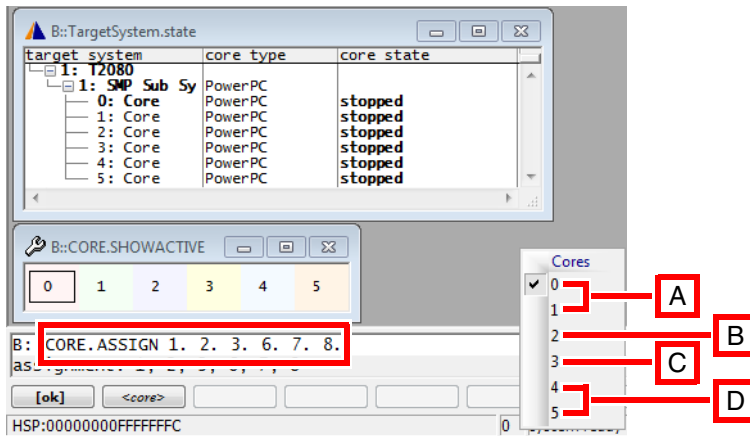 B::TargetSystem.state
target system core type core state
1: T2080
1: SMP Sub Sy PowerPC
0: Core PowerPC stopped
1: Core PowerPC stopped
2: Core PowerPC stopped
3: Core PowerPC stopped
4: Core PowerPC stopped
5: Core PowerPC stopped
B::CORE.SHOWACTIVE
0 1 2 3 4 5
Cores
0
1
2
3
4
5
A
B
C
D
B: CORE.ASSIGN 1. 2. 3. 6. 7. 8.
[ok] <core>
HSP:00000000FFFFFFFC 0